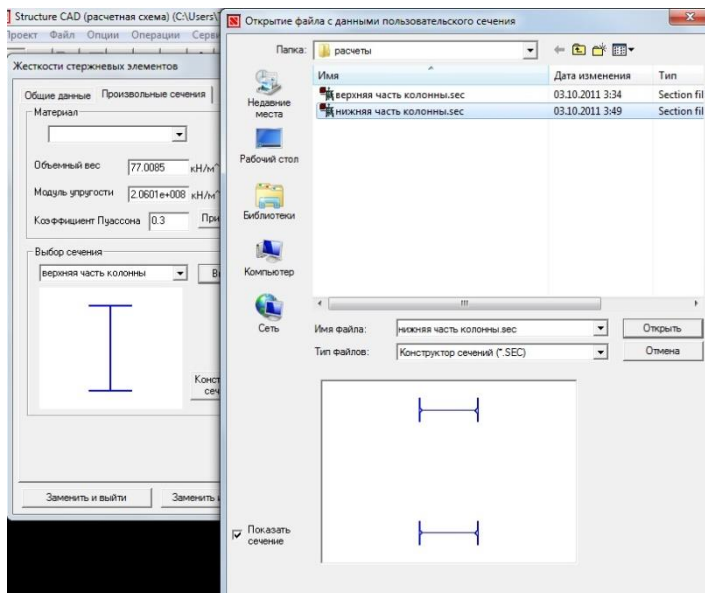 Structure CAD (расчетная схема) (C:\Users\
Проект Файл Опции Операции Серви
Жесткости стержневых элементов
Общие данные Произвольные сечения
Материал
Объемный вес 77.0085 кН/м^
Модуль упругости 2.0601e+008 кН/м^
Коэффициент Пуассона 0.3 При
Выбор сечения
верхняя часть колонны
Конст
сеч
Заменить и выйти Заменить
Открытие файла с данными пользовательского сечения
Папка: расчеты
Недавние места
Рабочий стол
Библиотеки
Компьютер
Сеть
Имя Дата изменения Тип
верхняя часть колонны.sec 03.10.2011 3:34 Section fil
нижняя часть колонны.sec 03.10.2011 3:49 Section fil
Имя файла: нижняя часть колонны.sec Открыть
Тип файлов: Конструктор сечений (*.SEC) Отмена
Показать сечение